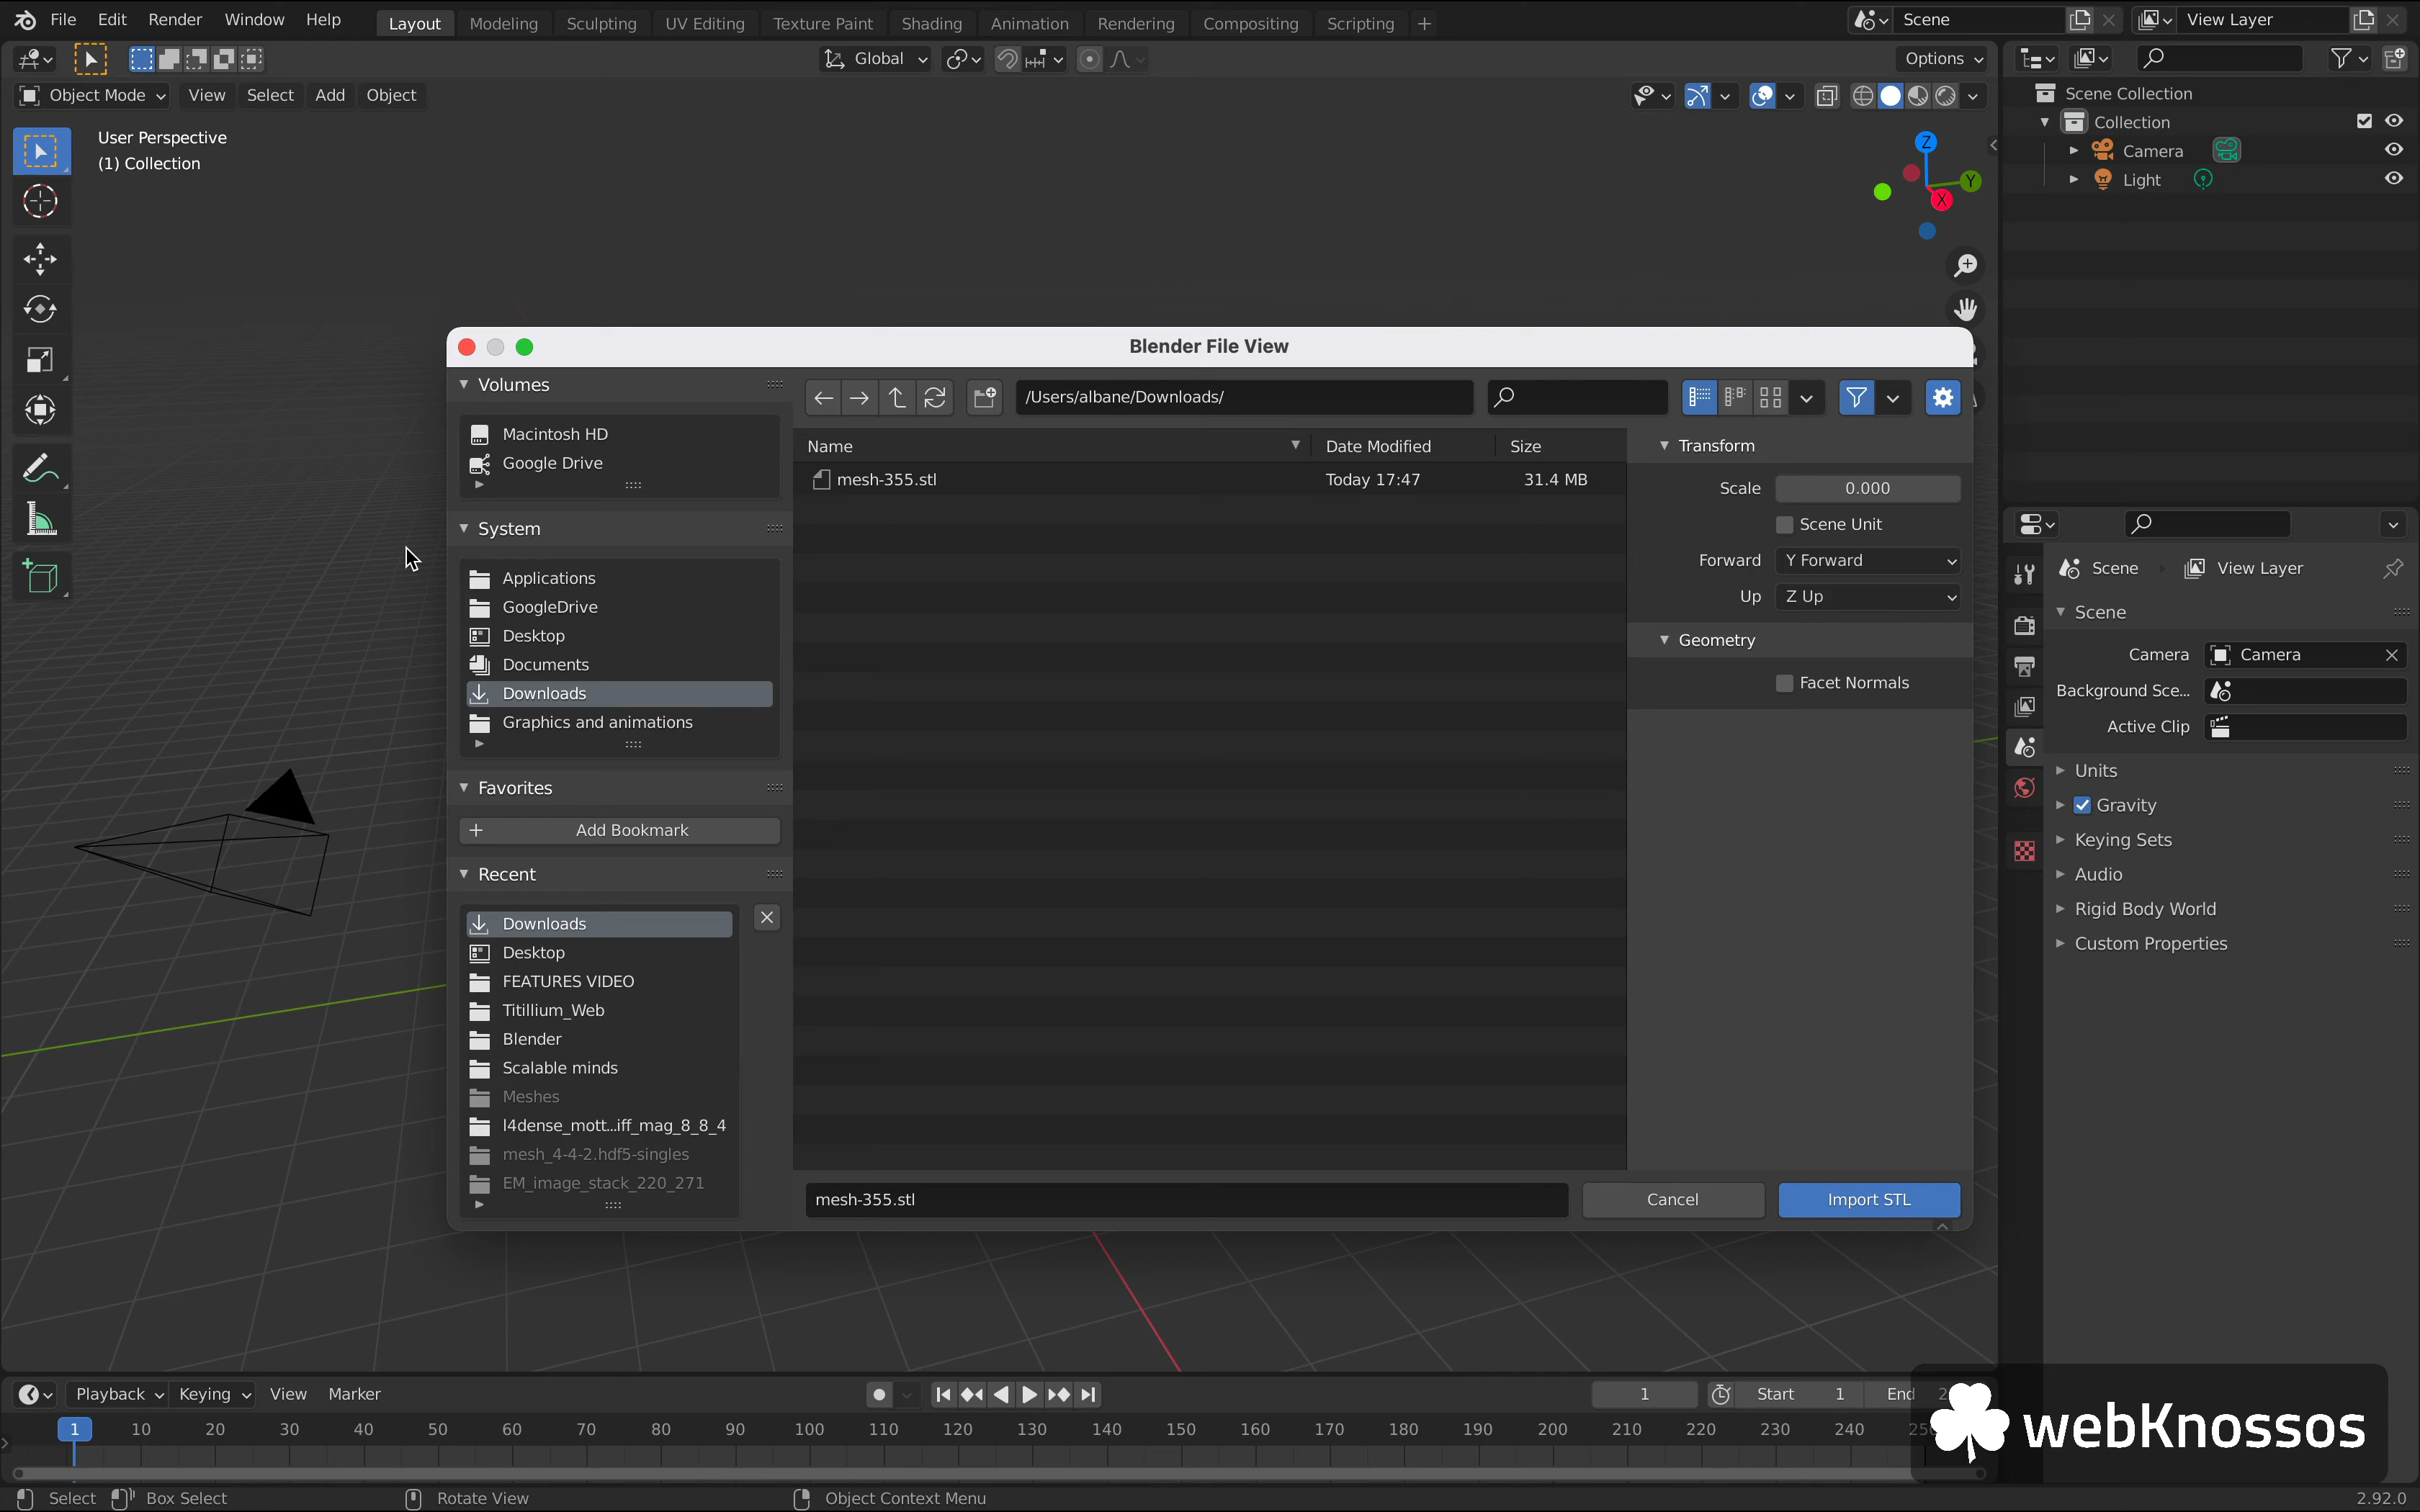 File Edit Render Window Help
Layout Modeling Sculpting UV Editing Texture Paint Shading Animation Rendering Compositing Scripting +
Scene
View Layer
Global
Options
Object Mode View Select Add Object
User Perspective
(1) Collection
Z
Y
X
Scene Collection
Collection
Camera
Light
Blender File View
Volumes
Macintosh HD
Google Drive
System
Applications
GoogleDrive
Desktop
Documents
Downloads
Graphics and animations
Favorites
Add Bookmark
Recent
Downloads
Desktop
FEATURES VIDEO
Titillium_Web
Blender
Scalable minds
Meshes
l4dense_mott...iff_mag_8_8_4
mesh_4-4-2.hdf5-singles
EM_image_stack_220_271
/Users/albane/Downloads/
Name Date Modified Size
mesh-355.stl Today 17:47 31.4 MB
Transform
Scale 0.000
Scene Unit
Forward Y Forward
Up Z Up
Geometry
Facet Normals
mesh-355.stl
Cancel
Import STL
Scene View Layer
Scene
Camera Camera
Background Sce...
Active Clip
Units
Gravity
Keying Sets
Audio
Rigid Body World
Custom Properties
Playback Keying View Marker
1 Start 1 End
1 10 20 30 40 50 60 70 80 90 100 110 120 130 140 150 160 170 180 190 200 210 220 230 240
webKnossos
Select Box Select Rotate View Object Context Menu
2.92.0